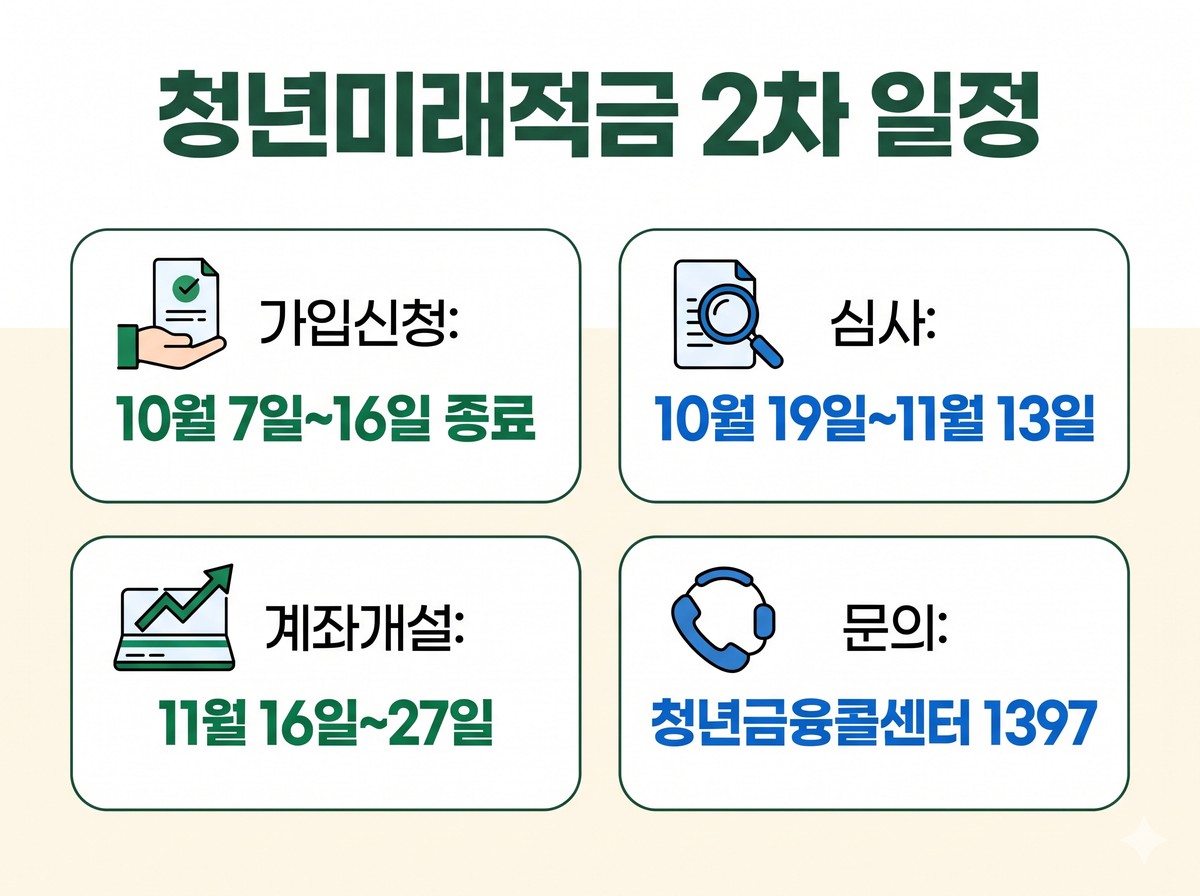 청년미래적금 2차 일정
가입신청:
10월 7일~16일 종료
심사:
10월 19일~11월 13일
계좌개설:
11월 16일~27일
문의:
청년금융콜센터 1397